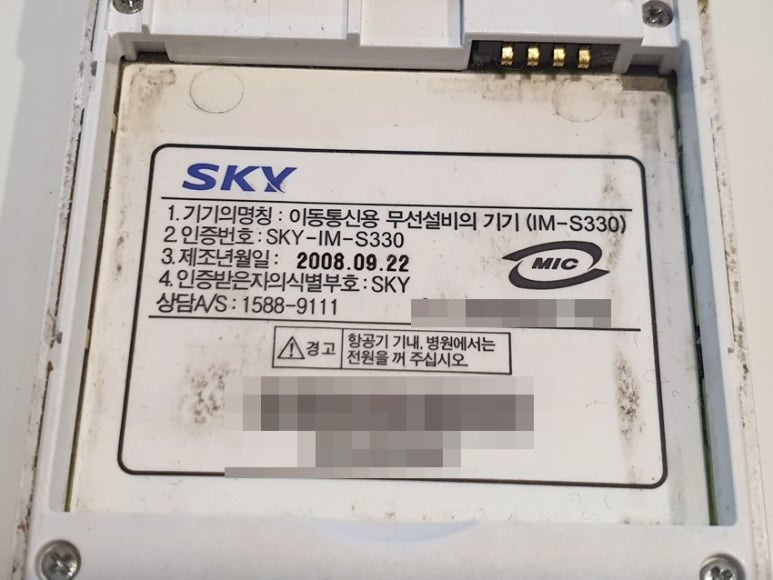 SKY
1.기기의명칭 : 이동통신용 무선설비의 기기 (IM-S330)
2.인증번호 : SKY-IM-S330
3.제조년월일 : 2008.09.22
MIC
4.인증받은자의식별부호 : SKY
상담A/S : 1588-9111
경고
항공기 기내, 병원에서는
전원을 꺼 주십시오.